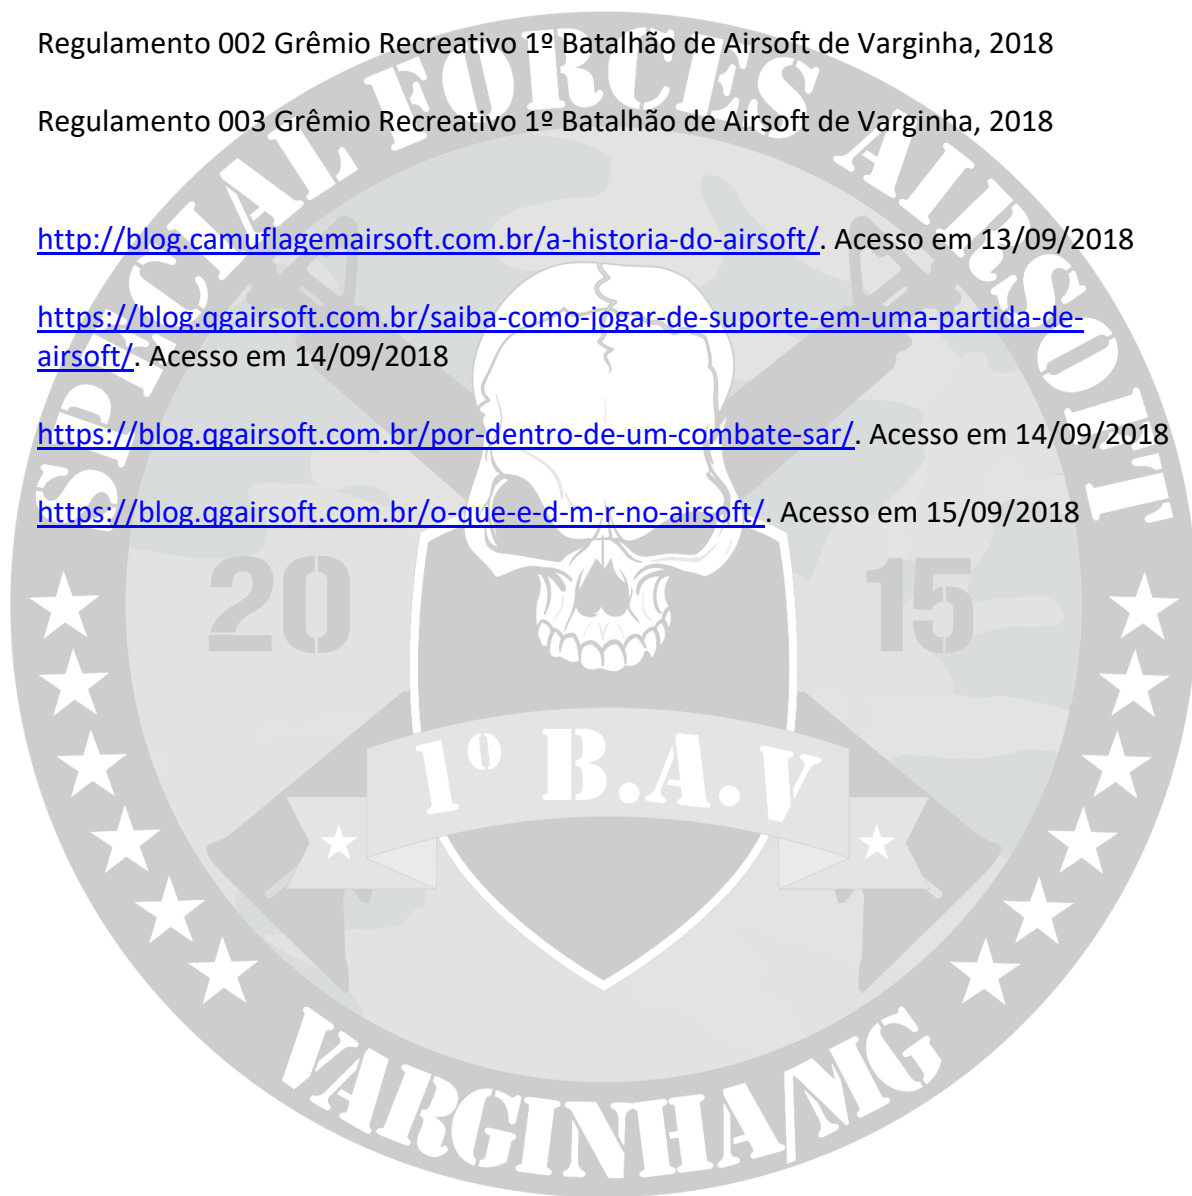 Regulamento 002 Grêmio Recreativo 1º Batalhão de Airsoft de Varginha, 2018
Regulamento 003 Grêmio Recreativo 1º Batalhão de Airsoft de Varginha, 2018
http://blog.camuflagemairsoft.com.br/a-historia-do-airsoft/. Acesso em 13/09/2018
https://blog.qgairsoft.com.br/saiba-como-jogar-de-suporte-em-uma-partida-de-
airsoft/. Acesso em 14/09/2018
https://blog.qgairsoft.com.br/por-dentro-de-um-combate-sar/. Acesso em 14/09/2018
https://blog.qgairsoft.com.br/o-que-e-d-m-r-no-airsoft/. Acesso em 15/09/2018
SPECIAL FORCES AIRSOFT
20 15
1º B.A.V
VARGINHA/MG